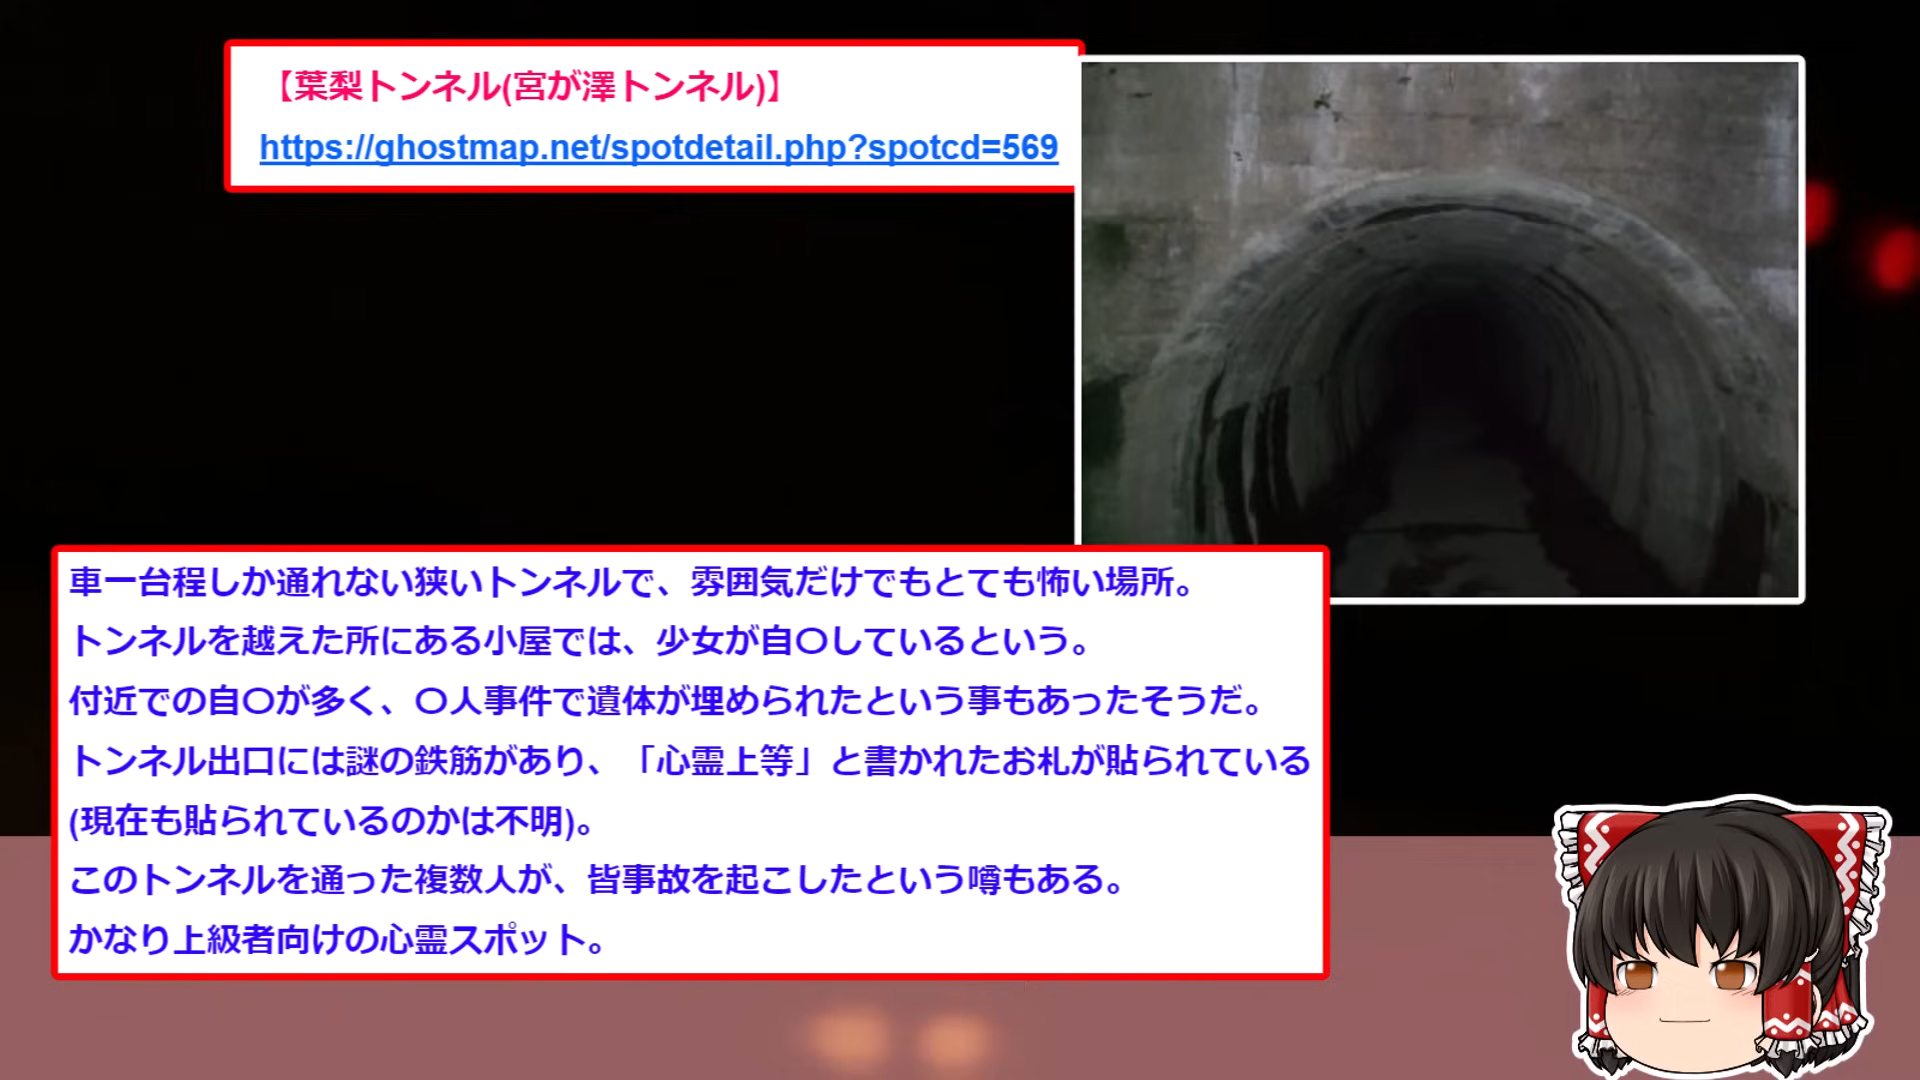 【葉梨トンネル(宮が澤トンネル)】
https://ghostmap.net/spotdetail.php?spotcd=569
車一台程しか通れない狭いトンネルで、雰囲気だけでもとても怖い場所。
トンネルを越えた所にある小屋では、少女が自〇しているという。
付近での自〇が多く、〇人事件で遺体が埋められたという事もあったそうだ。
トンネル出口には謎の鉄筋があり、「心霊上等」と書かれたお札が貼られている
(現在も貼られているのかは不明)。
このトンネルを通った複数人が、皆事故を起こしたという噂もある。
かなり上級者向けの心霊スポット。